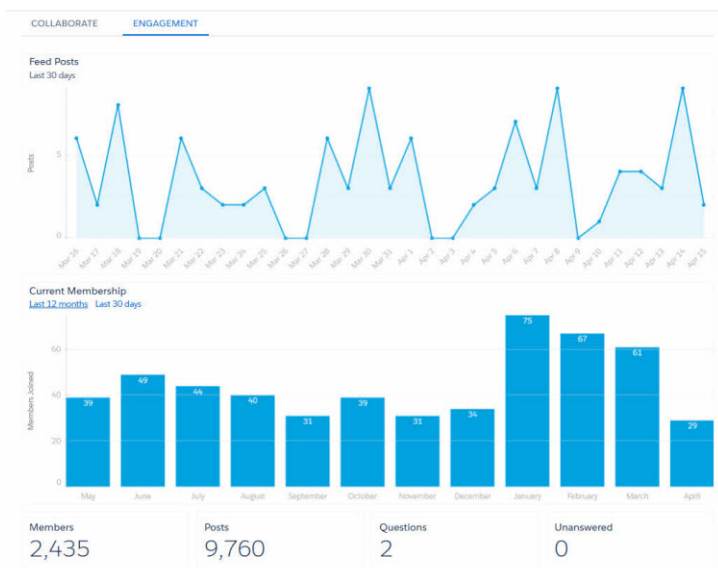 COLLABORATE ENGAGEMENT
Feed Posts
Last 30 days
Posts
5
0
Mar 16 Mar 17 Mar 18 Mar 19 Mar 20 Mar 21 Mar 22 Mar 23 Mar 24 Mar 25 Mar 26 Mar 27 Mar 28 Mar 29 Mar 30 Mar 31 Apr 1 Apr 2 Apr 3 Apr 4 Apr 5 Apr 6 Apr 7 Apr 8 Apr 9 Apr 10 Apr 11 Apr 12 Apr 13 Apr 14 Apr 15
Current Membership
Last 12 months Last 30 days
Members Joined
60
40
20
0
39 49 44 40 31 39 31 34 75 67 61 29
May June July August September October November December January February March April
Members Posts Questions Unanswered
2,435 9,760 2 0